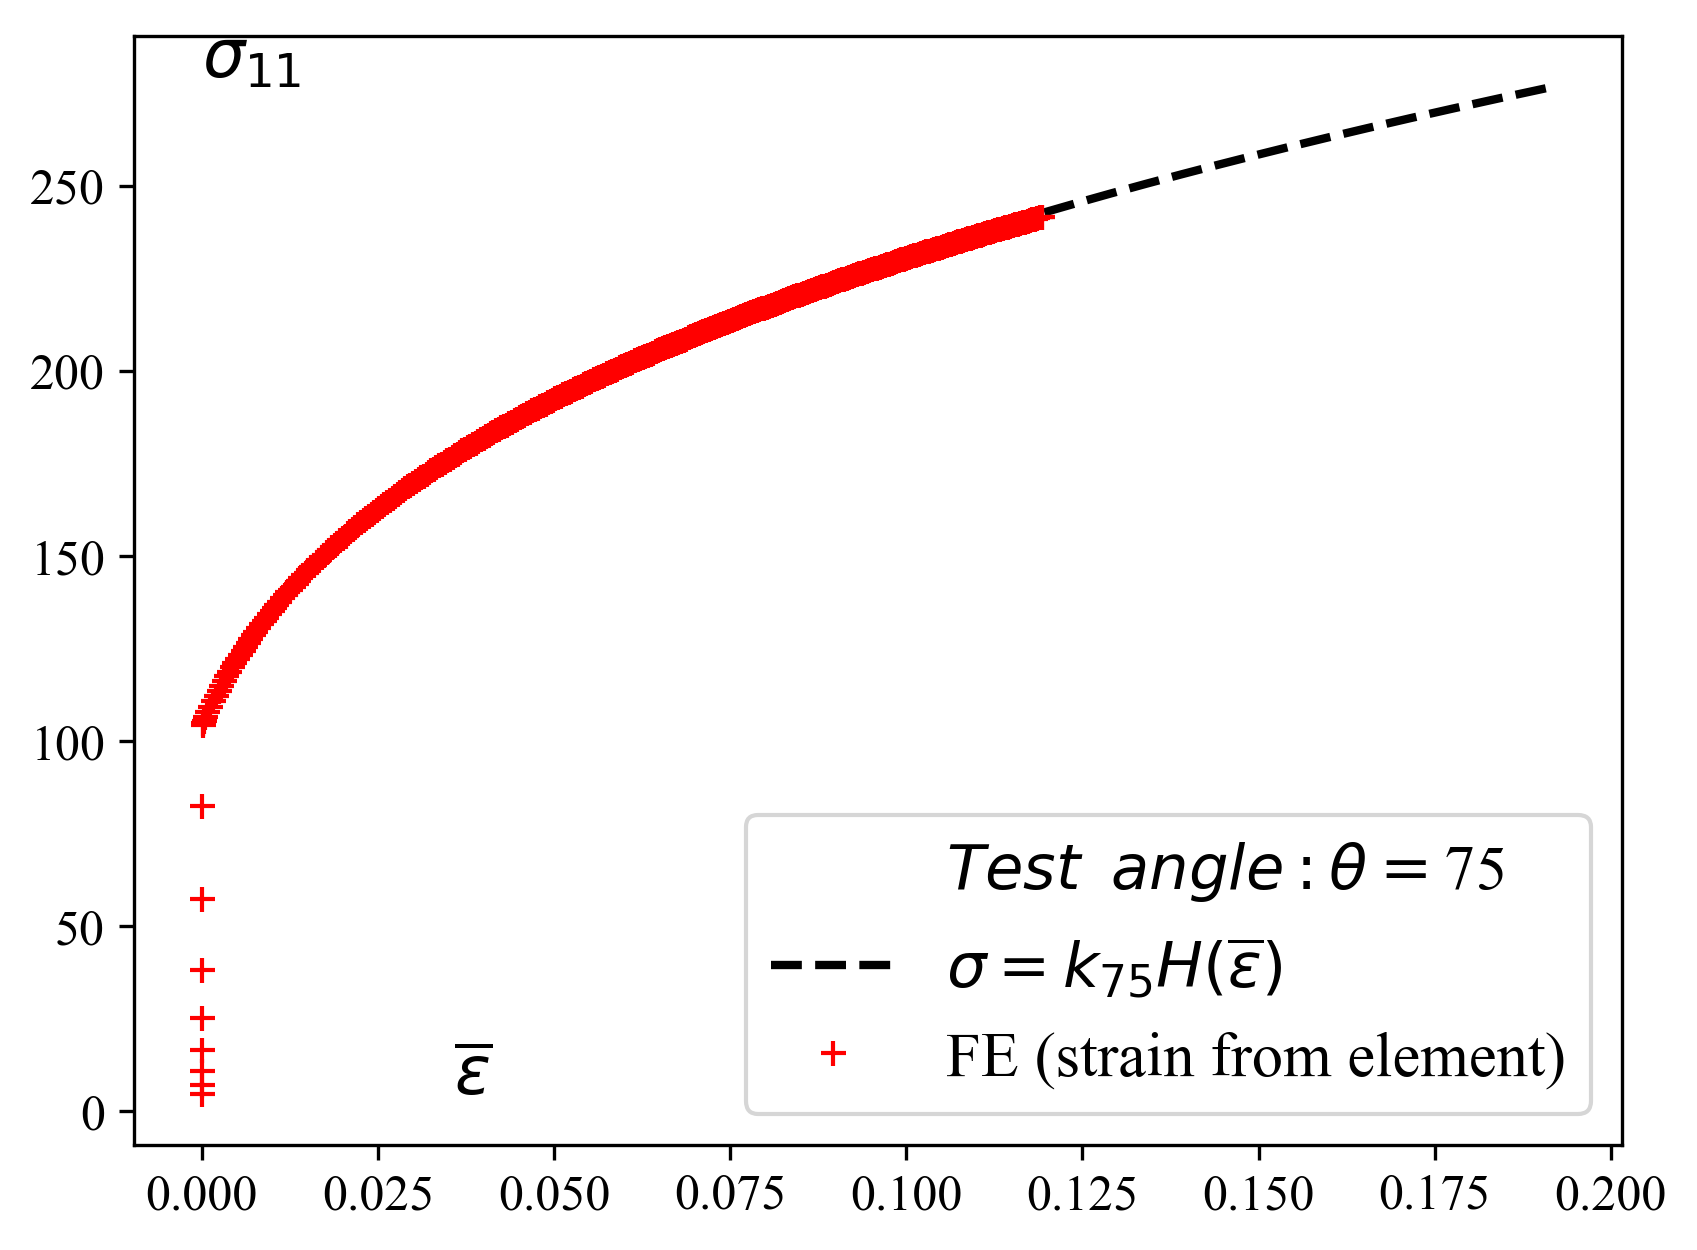 σ₁₁
250
200
150
100
50
0
ε̅
Test angle : θ = 75
σ = k₇₅H(ε̅)
FE (strain from element)
0.000 0.025 0.050 0.075 0.100 0.125 0.150 0.175 0.200